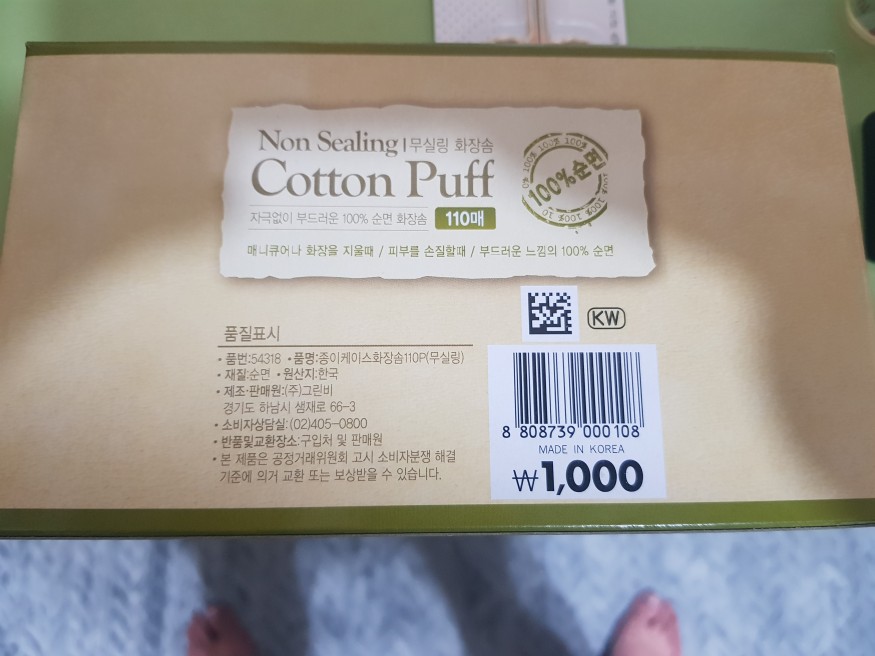 Non Sealing | 무실링 화장솜
Cotton Puff
자극없이 부드러운 100% 순면 화장솜 110매
100% 100% 100%
100%순면
100% 100% 100%
매니큐어나 화장을 지울때 / 피부를 손질할때 / 부드러운 느낌의 100% 순면
KW
품질표시
• 품번:54318 • 품명:종이케이스화장솜110P(무실링)
• 재질:순면 • 원산지:한국
• 제조·판매원:(주)그린비
경기도 하남시 샘재로 66-3
• 소비자상담실:(02)405-0800
• 반품및교환장소:구입처 및 판매원
• 본 제품은 공정거래위원회 고시 소비자분쟁 해결
기준에 의거 교환 또는 보상받을 수 있습니다.
8 808739 000108
MADE IN KOREA
₩1,000